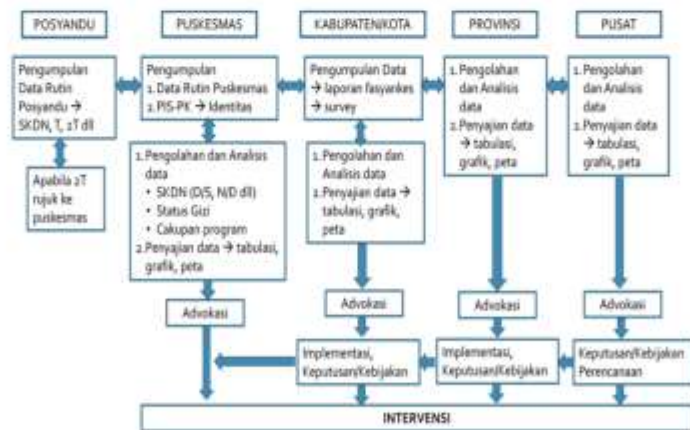 POSYANDU
PUSKESMAS
KABUPATEN/KOTA
PROVINSI
PUSAT
Pengumpulan
Data Rutin
Posyandu →
SKDN, T, 2T dll
Pengumpulan
1. Data Rutin Puskesmas
1. PIS-PK → Identitas
Pengumpulan Data
→ laporan fasyankes
→ survey
1. Pengolahan
dan Analisis
data
2. Penyajian data
→ tabulasi,
grafik, peta
1. Pengolahan
dan Analisis
data
2. Penyajian data
→ tabulasi,
grafik, peta
Apabila 2T
rujuk ke
puskesmas
1. Pengolahan dan Analisis
data
• SKDN (D/S, N/D dll)
• Status Gizi
• Cakupan program
2. Penyajian data → tabulasi,
grafik, peta
1. Pengolahan dan
Analisis data
1. Penyajian data →
tabulasi, grafik,
peta
Advokasi
Advokasi
Advokasi
Advokasi
Implementasi,
Keputusan/Kebijakan
Implementasi,
Keputusan/Kebijakan
Keputusan/Kebijakan
Perencanaan
INTERVENSI